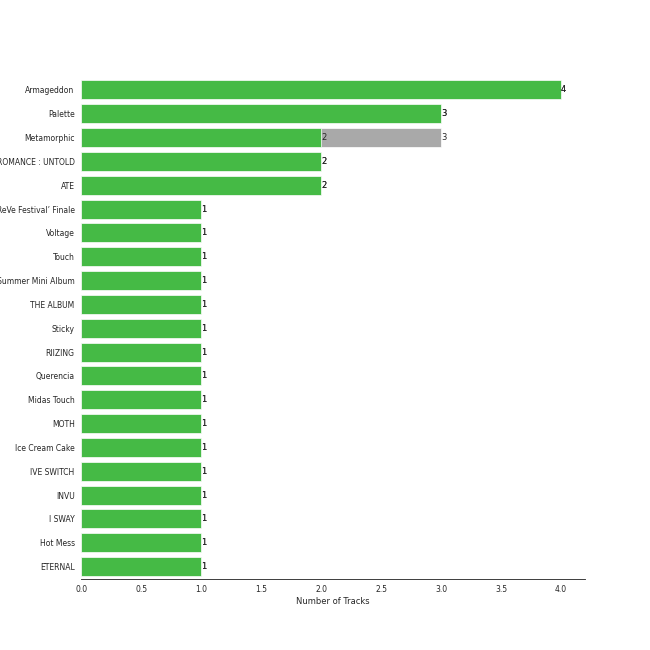 Armageddon 4
Palette 3
Metamorphic 2 3
ROMANCE : UNTOLD 2
ATE 2
ReVe Festival' Finale 1
Voltage 1
Touch 1
Summer Mini Album 1
THE ALBUM 1
Sticky 1
RIIZING 1
Querencia 1
Midas Touch 1
MOTH 1
Ice Cream Cake 1
IVE SWITCH 1
INVU 1
I SWAY 1
Hot Mess 1
ETERNAL 1
0.0 0.5 1.0 1.5 2.0 2.5 3.0 3.5 4.0
Number of Tracks